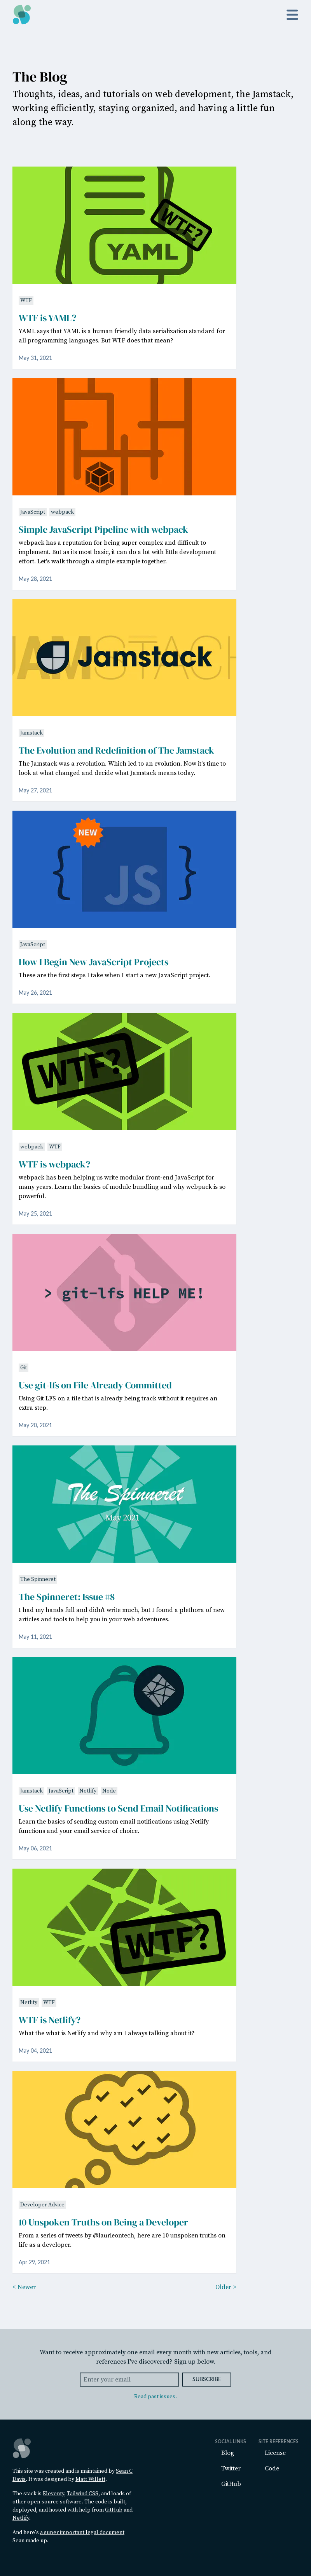 The Blog
Thoughts, ideas, and tutorials on web development, the Jamstack,
working efficiently, staying organized, and having a little fun
along the way.
WTF?
YAML
WTF
WTF is YAML?
YAML says that YAML is a human friendly data serialization standard for
all programming languages. But WTF does that mean?
May 31, 2021
JavaScript webpack
Simple JavaScript Pipeline with webpack
webpack has a reputation for being super complex and difficult to
implement. But as its most basic, it can do a lot with little development
effort. Let's walk through a simple example together.
May 28, 2021
JAMSTACK
Jamstack
Jamstack
The Evolution and Redefinition of The Jamstack
The Jamstack was a revolution. Which led to an evolution. Now it's time to
look at what changed and decide what Jamstack means today.
May 27, 2021
NEW
{ JS }
JavaScript
How I Begin New JavaScript Projects
These are the first steps I take when I start a new JavaScript project.
May 26, 2021
WTF?
webpack WTF
WTF is webpack?
webpack has been helping us write modular front-end JavaScript for
many years. Learn the basics of module bundling and why webpack is so
powerful.
May 25, 2021
> git-lfs HELP ME!
Git
Use git-lfs on File Already Committed
Using Git LFS on a file that is already being track without it requires an
extra step.
May 20, 2021
The Spinneret
May 2021
The Spinneret
The Spinneret: Issue #8
I had my hands full and didn't write much, but I found a plethora of new
articles and tools to help you in your web adventures.
May 11, 2021
Jamstack JavaScript Netlify Node
Use Netlify Functions to Send Email Notifications
Learn the basics of sending custom email notifications using Netlify
functions and your email service of choice.
May 06, 2021
WTF?
Netlify WTF
WTF is Netlify?
What the what is Netlify and why am I always talking about it?
May 04, 2021
Developer Advice
10 Unspoken Truths on Being a Developer
From a series of tweets by @laurieontech, here are 10 unspoken truths on
life as a developer.
Apr 29, 2021
< Newer
Older >
Want to receive approximately one email every month with new articles, tools, and
references I've discovered? Sign up below.
Enter your email
SUBSCRIBE
Read past issues.
This site was created and is maintained by Sean C
Davis. It was designed by Matt Willett.
The stack is Eleventy, Tailwind CSS, and loads of
other open-source software. The code is built,
deployed, and hosted with help from GitHub and
Netlify.
And here's a super important legal document
Sean made up.
SOCIAL LINKS
Blog
Twitter
GitHub
SITE REFERENCES
License
Code